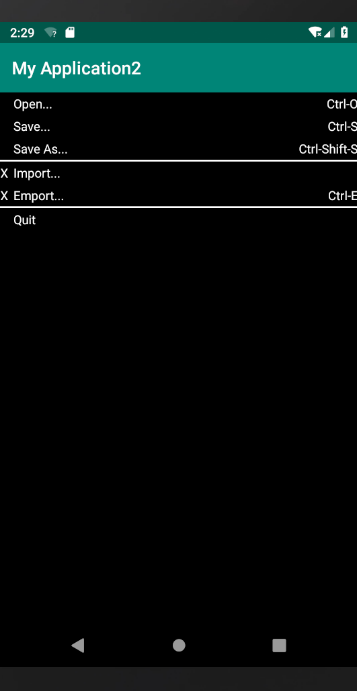 2:29
My Application2
Open... Ctrl-O
Save... Ctrl-S
Save As... Ctrl-Shift-S
X Import...
X Emport... Ctrl-E
Quit